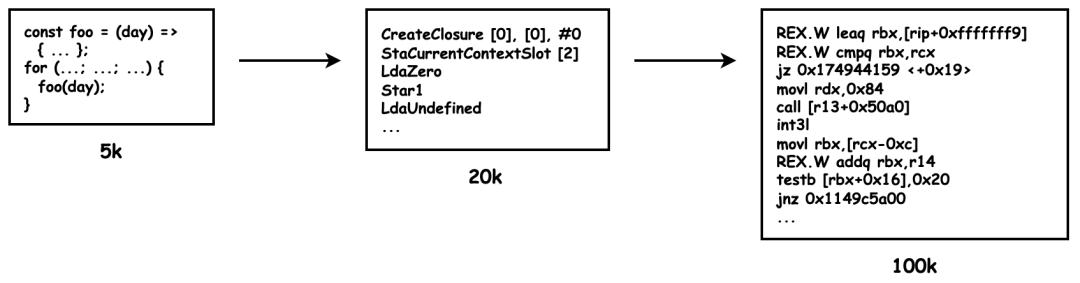 const foo = (day) =>
{ ... };
for (...; ...; ...) {
foo(day);
}
5k
CreateClosure [0], [0], #0
StaCurrentContextSlot [2]
LdaZero
Star1
LdaUndefined
...
20k
REX.W leaq rbx,[rip+0xfffffff9]
REX.W cmpq rbx,rcx
jz 0x174944159 <+0x19>
movl rdx,0x84
call [r13+0x50a0]
int3l
movl rbx,[rcx-0xc]
REX.W addq rbx,r14
testb [rbx+0x16],0x20
jnz 0x1149c5a00
...
100k